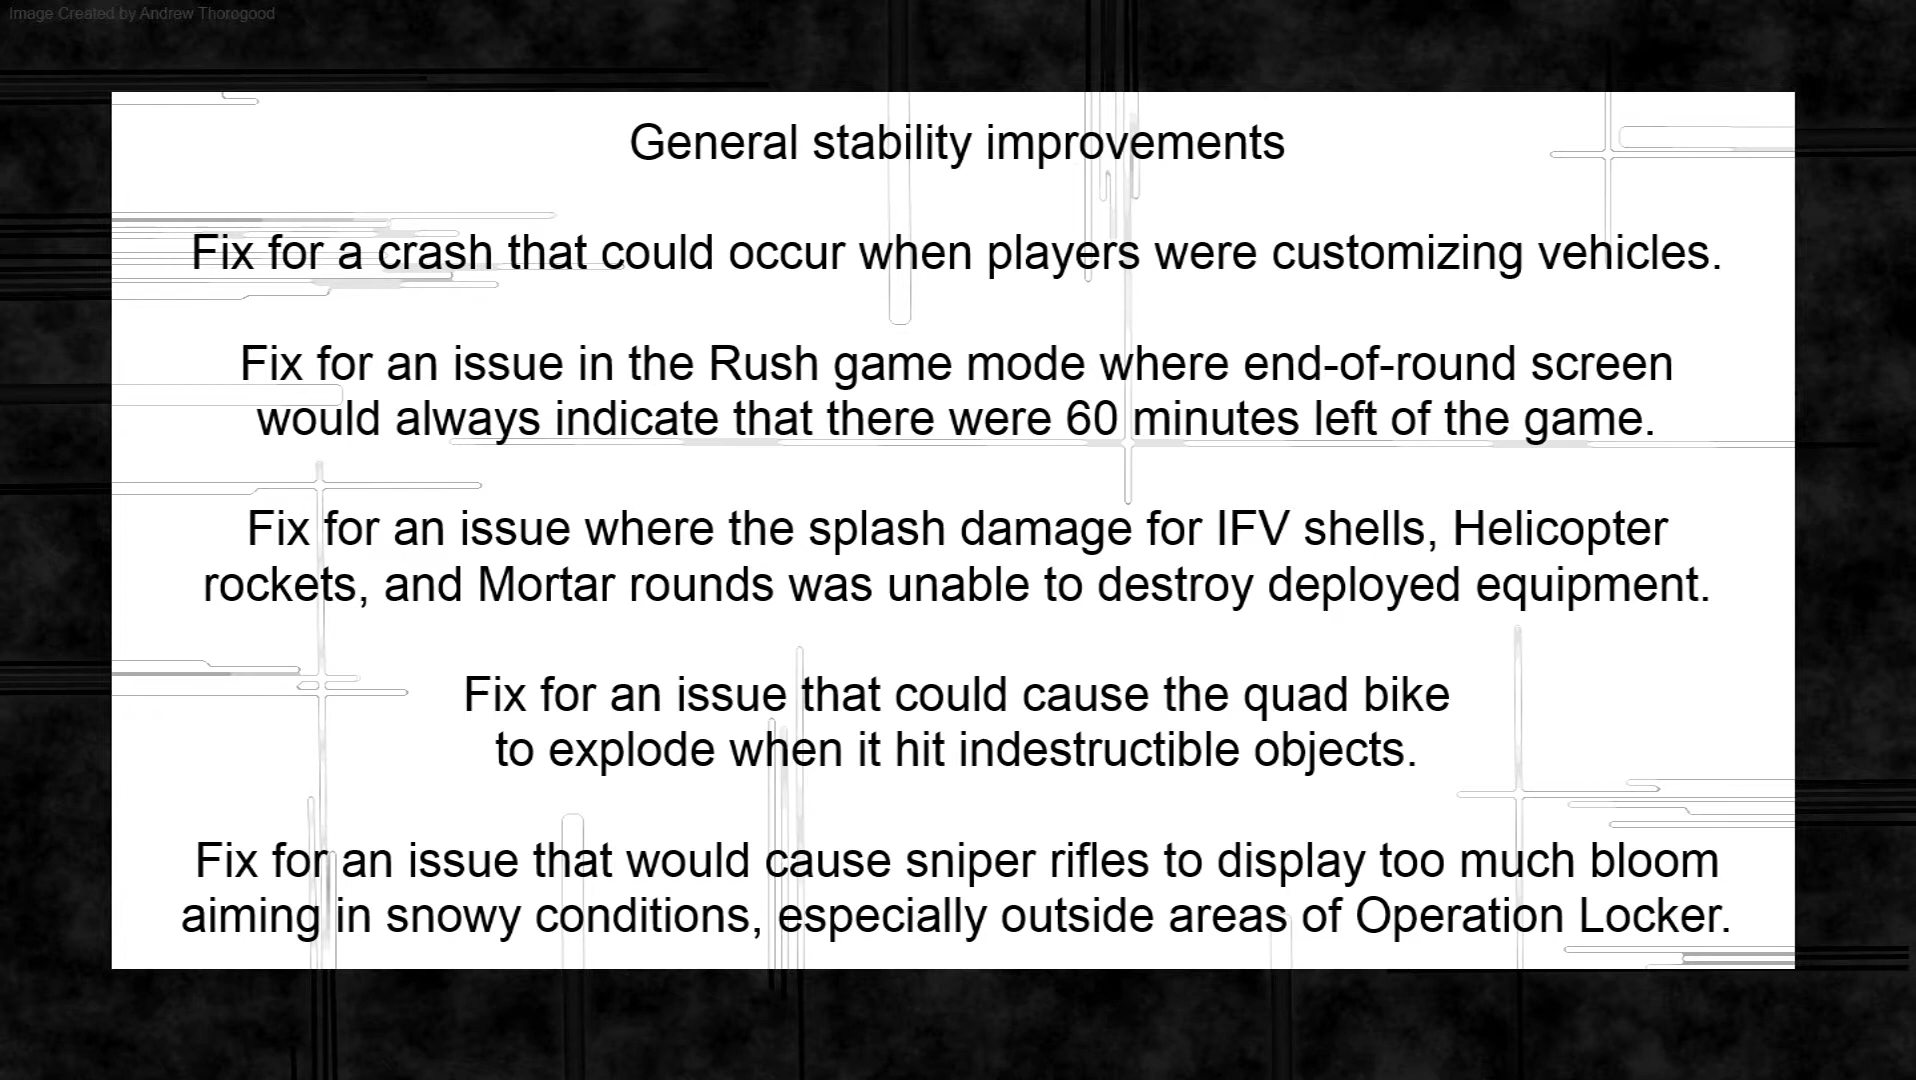 Image Created by Andrew Thorogood
General stability improvements
Fix for a crash that could occur when players were customizing vehicles.
Fix for an issue in the Rush game mode where end-of-round screen
would always indicate that there were 60 minutes left of the game.
Fix for an issue where the splash damage for IFV shells, Helicopter
rockets, and Mortar rounds was unable to destroy deployed equipment.
Fix for an issue that could cause the quad bike
to explode when it hit indestructible objects.
Fix for an issue that would cause sniper rifles to display too much bloom
aiming in snowy conditions, especially outside areas of Operation Locker.